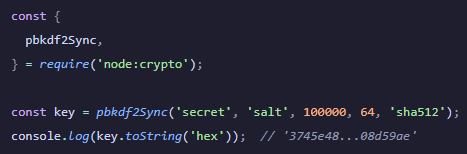 const {
  pbkdf2Sync,
} = require('node:crypto');
const key = pbkdf2Sync('secret', 'salt', 100000, 64, 'sha512');
console.log(key.toString('hex'));  // '3745e48...08d59ae'